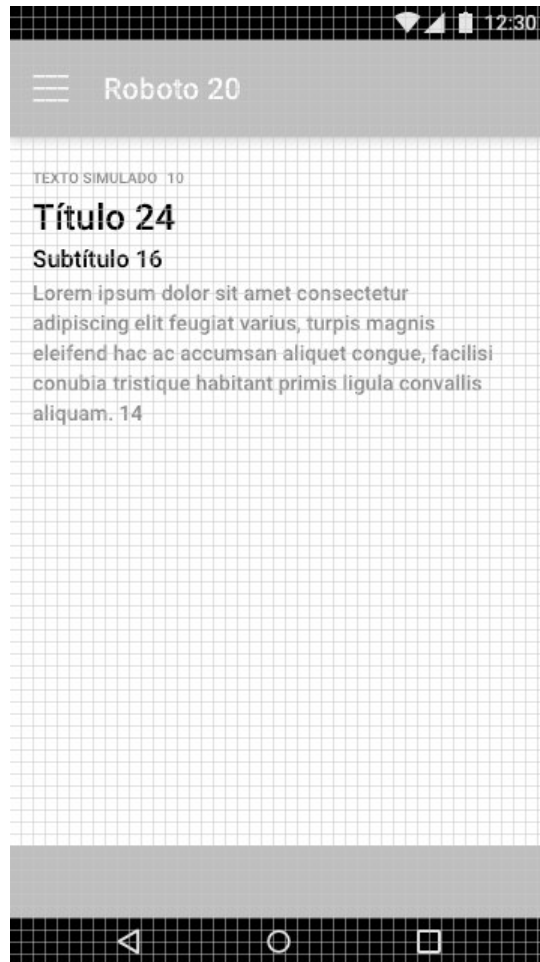 12:30
Roboto 20
TEXTO SIMULADO 10
Título 24
Subtítulo 16
Lorem ipsum dolor sit amet consectetur
adipiscing elit feugiat varius, turpis magnis
eleifend hac ac accumsan aliquet congue, facilisi
conubia tristique habitant primis ligula convallis
aliquam. 14